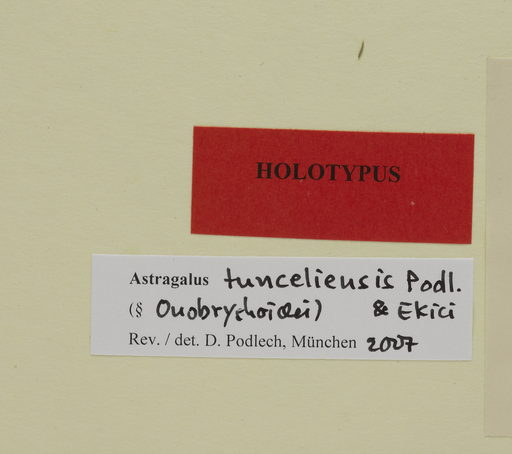 HOLOTYPUS
Astragalus tunceliensis Podl.
(§ Onobrychoidei) & Ekici
Rev. / det. D. Podlech, München 2007